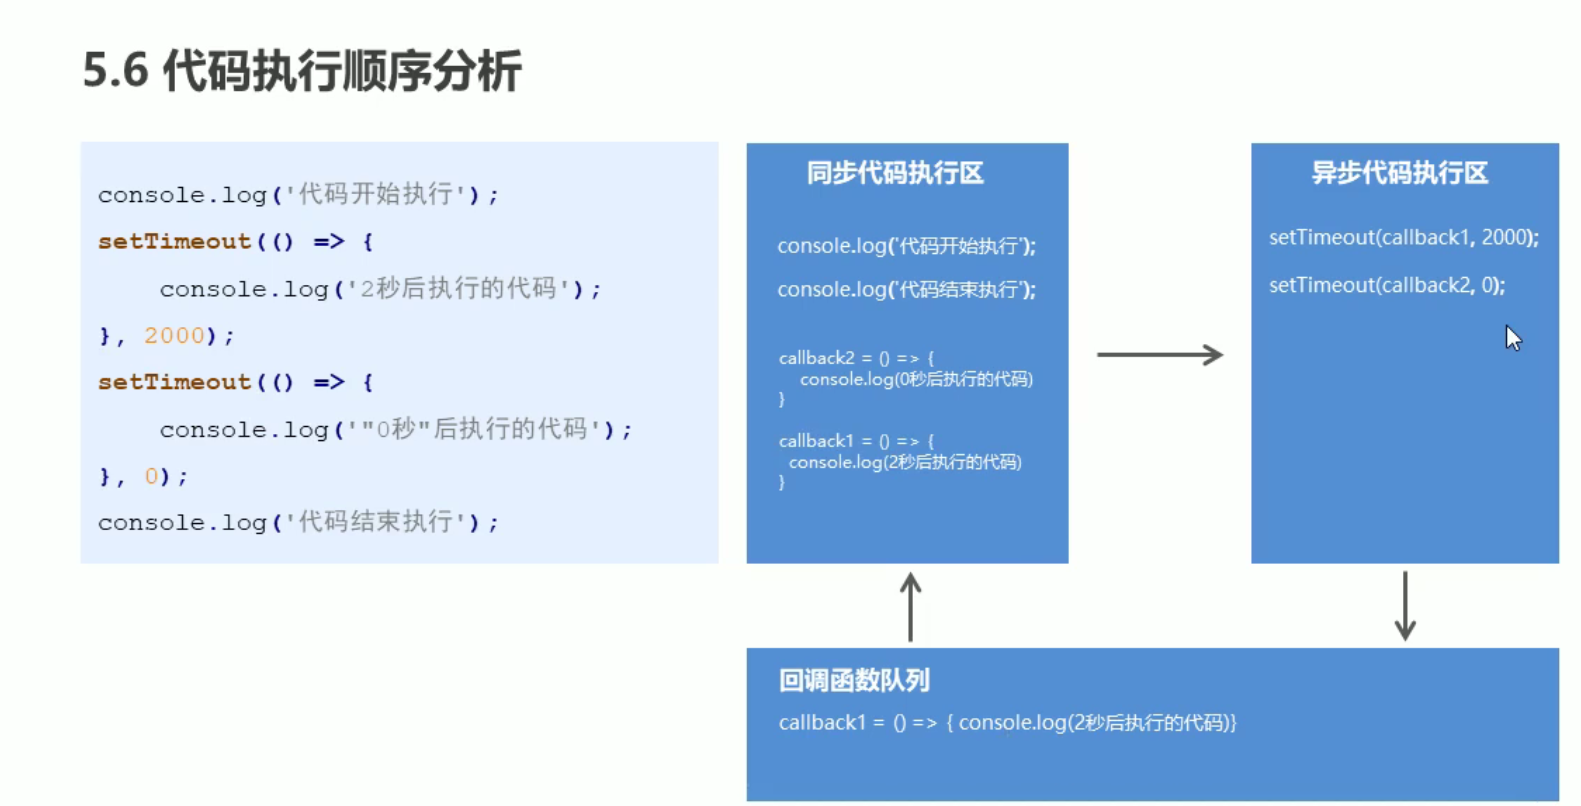 5.6 代码执行顺序分析
console.log('代码开始执行');
setTimeout(() => {
console.log('2秒后执行的代码');
}, 2000);
setTimeout(() => {
console.log('"0秒"后执行的代码');
}, 0);
console.log('代码结束执行');
同步代码执行区
console.log('代码开始执行');
console.log('代码结束执行');
callback2 = () => {
console.log(0秒后执行的代码)
}
callback1 = () => {
console.log(2秒后执行的代码)
}
异步代码执行区
setTimeout(callback1, 2000);
setTimeout(callback2, 0);
回调函数队列
callback1 = () => { console.log(2秒后执行的代码)}